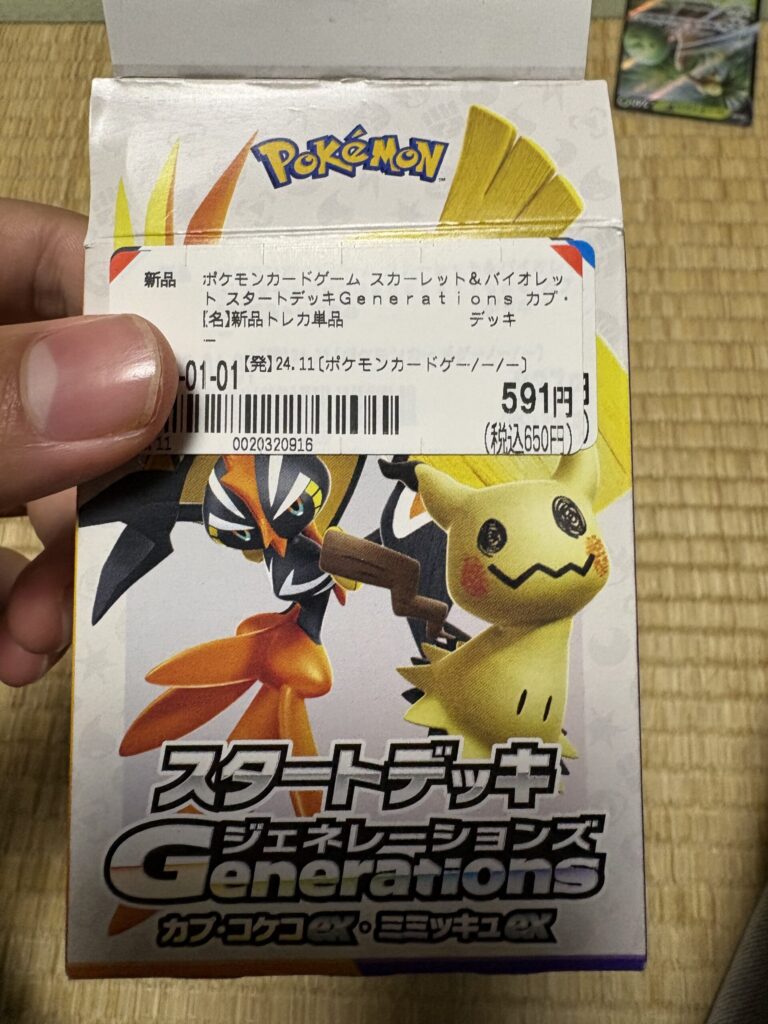 POKéMON
新品 ポケモンカードゲーム スカーレット&バイオレッ
ト スタートデッキGenerations カプ・
【名】新品トレカ単品 デッキ
-01-01 【発】24.11[ポケモンカードゲー/ー/ー]
591円
(税込650円)
11 0020320916
スタートデッキ
ジェネレーションズ
Generations
カプ・コケコex・ミミッキュex